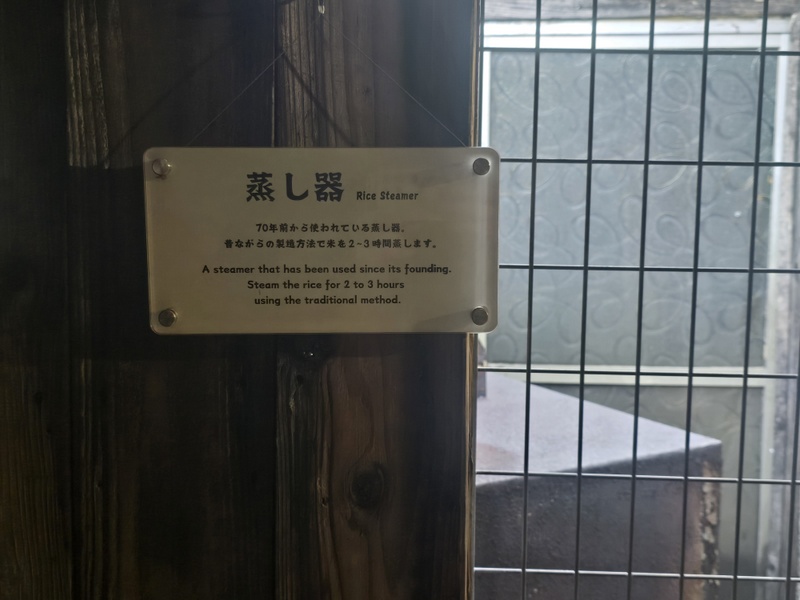 蒸し器 Rice Steamer
70年前から使われている蒸し器。
昔ながらの製造方法で米を2~3時間蒸します。
A steamer that has been used since its founding.
Steam the rice for 2 to 3 hours
using the traditional method.